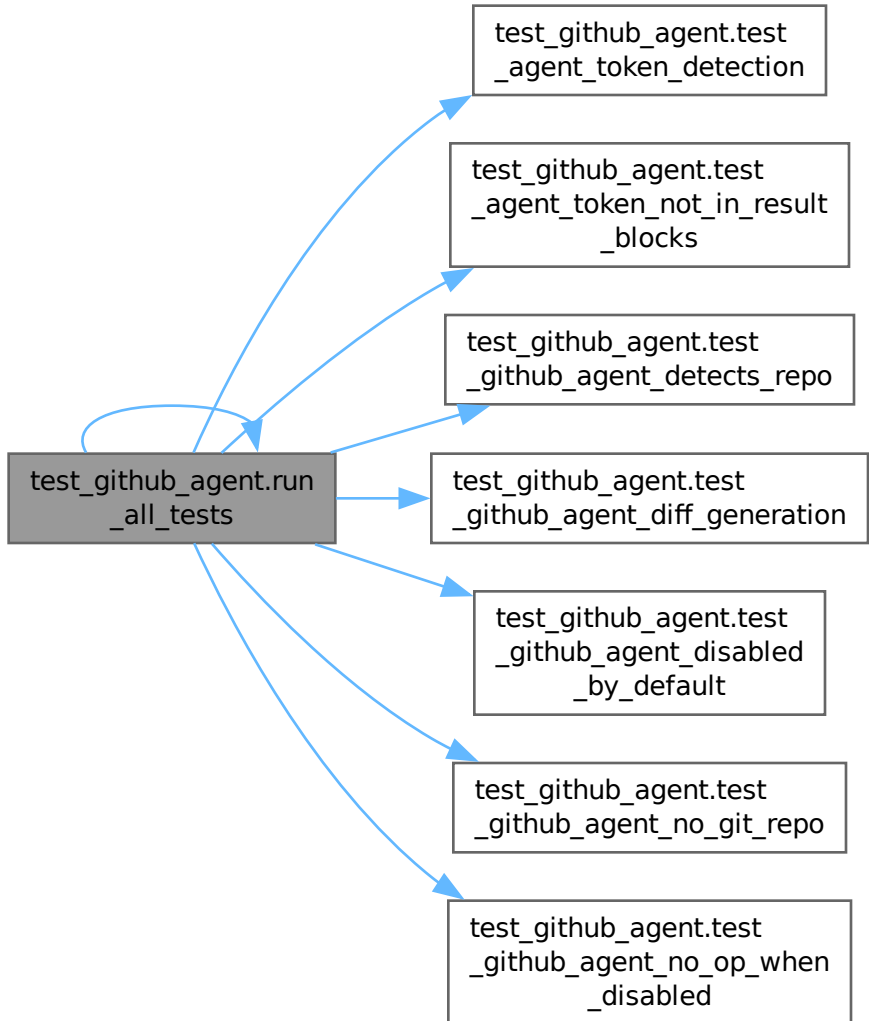 test_github_agent.test
_agent_token_detection
test_github_agent.test
_agent_token_not_in_result
_blocks
test_github_agent.test
_github_agent_detects_repo
test_github_agent.run
_all_tests
test_github_agent.test
_github_agent_diff_generation
test_github_agent.test
_github_agent_disabled
_by_default
test_github_agent.test
_github_agent_no_git_repo
test_github_agent.test
_github_agent_no_op_when
_disabled